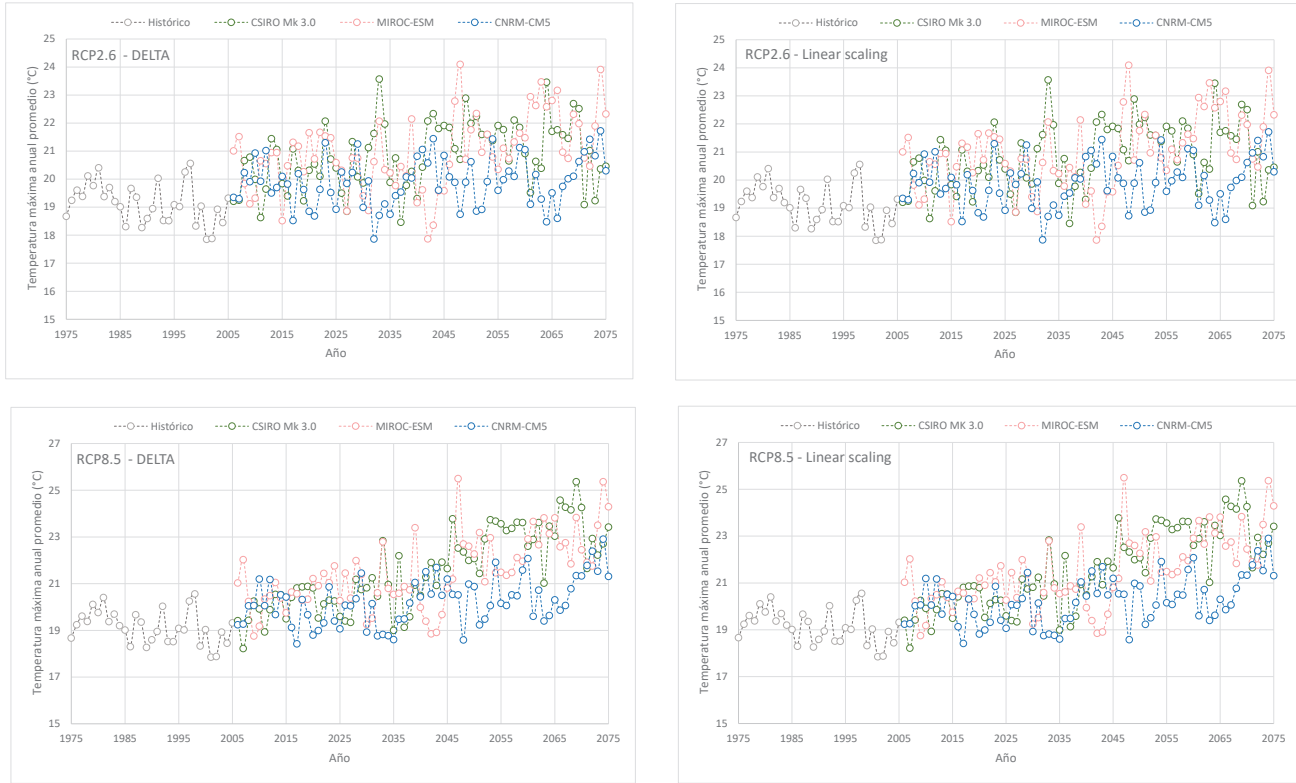 Histórico CSIRO Mk 3.0 MIROC-ESM CNRM-CM5
RCP2.6 - DELTA
Temperatura máxima anual promedio (°C)
25
24
23
22
21
20
19
18
17
16
15
1975 1985 1995 2005 2015 2025 2035 2045 2055 2065 2075
Año
Histórico CSIRO Mk 3.0 MIROC-ESM CNRM-CM5
RCP2.6 - Linear scaling
Temperatura máxima anual promedio (°C)
25
24
23
22
21
20
19
18
17
16
15
1975 1985 1995 2005 2015 2025 2035 2045 2055 2065 2075
Año
Histórico CSIRO Mk 3.0 MIROC-ESM CNRM-CM5
RCP8.5 - DELTA
Temperatura máxima anual promedio (°C)
27
25
23
21
19
17
15
1975 1985 1995 2005 2015 2025 2035 2045 2055 2065 2075
Año
Histórico CSIRO Mk 3.0 MIROC-ESM CNRM-CM5
RCP8.5 - Linear scaling
Temperatura máxima anual promedio (°C)
27
25
23
21
19
17
15
1975 1985 1995 2005 2015 2025 2035 2045 2055 2065 2075
Año